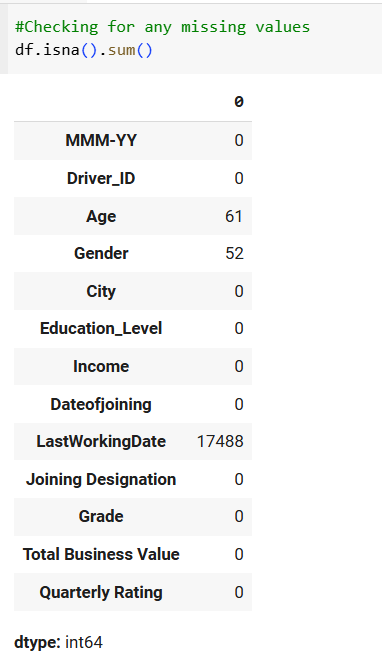 #Checking for any missing values
df.isna().sum()
0
MMM-YY 0
Driver_ID 0
Age 61
Gender 52
City 0
Education_Level 0
Income 0
Dateofjoining 0
LastWorkingDate 17488
Joining Designation 0
Grade 0
Total Business Value 0
Quarterly Rating 0
dtype: int64